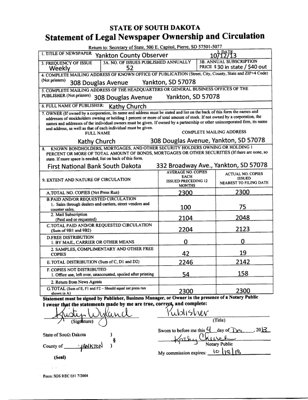 STATE OF SOUTH DAKOTA
Statement of Legal Newspaper Ownership and Circulation
Return to: Secretary of State, 500 E. Capitol, Pierre, SD 57501-5077
1. TITLE OF NEWSPAPER Yankton County Observer 10/12/13
3. FREQUENCY OF ISSUE Weekly
3A. NO. OF ISSUES PUBLISHED ANNUALLY 52
3B. ANNUAL SUBSCRIPTION PRICE $30 in state / $40 out
4. COMPLETE MAILING ADDRESS OF KNOWN OFFICE OF PUBLICATION (Street, City, County, State and ZIP+4 Code)
(Not printers) 308 Douglas Avenue Yankton, SD 57078
5. COMPLETE MAILING ADDRESS OF THE HEADQUARTERS OR GENERAL BUSINESS OFFICES OF THE
PUBLISHER (Not printers) 308 Douglas Avenue Yankton, SD 57078
6. FULL NAME OF PUBLISHER: Kathy Church
7. OWNER (If owned by a corporation, its name and address must be stated and list on the back of this form the names and
addresses of stockholders owning or holding 1 percent or more of total amount of stock. If not owned by a corporation, the
names and addresses of the individual owners must be given. If owned by a partnership or other unincorporated firm, its name
and address, as well as that of each individual must be given.
FULL NAME COMPLETE MAILING ADDRESS
Kathy Church 308 Douglas Avenue, Yankton, SD 57078
8. KNOWN BONDHOLDERS, MORTGAGES, AND OTHER SECURITY HOLDERS OWNING OR HOLDING 1
PERCENT OR MORE OF TOTAL AMOUNT OF BONDS, MORTGAGES OR OTHER SECURITIES (If there are none, so
state. If more space is needed, list on back of this form)
First National Bank South Dakota 332 Broadway Ave., Yankton, SD 57078
9. EXTENT AND NATURE OF CIRCULATION
AVERAGE NO. COPIES EACH ISSUED PRECEDING 12 MONTHS
ACTUAL NO. COPIES ISSUED NEAREST TO FILING DATE
A. TOTAL NO. COPIES (Net Press Run) 2300 2300
B. PAID AND/OR REQUESTED CIRCULATION
1. Sales through dealers and carriers, street vendors and
counter sales. 100 75
2. Mail Subscription
(Paid and or requested) 2104 2048
C. TOTAL PAID AND/OR REQUESTED CIRCULATION
(Sum of 9B1 and 9B2) 2204 2123
D. FREE DISTRIBUTION
1. BY MAIL, CARRIER OR OTHER MEANS 0 0
2. SAMPLES, COMPLIMENTARY AND OTHER FREE
COPIES 42 19
E. TOTAL DISTRIBUTION (Sum of C, D1 and D2) 2246 2142
F. COPIES NOT DISTRIBUTED
1. Office use, left over, unaccounted, spoiled after printing 54 158
2. Return from News Agents
G. TOTAL (Sum of E, F1 and F2 – Should equal net press run
shown in A) 2300 2300
Statement must be signed by Publisher, Business Manager, or Owner in the presence of a Notary Public
I swear that the statements made by me are true, correct, and complete:
Publisher
(Signature) (Title)
State of South Dakota )
County of Yankton )
Sworn to before me this day of
Kathy Church
Notary Public
(Seal)
My commission expires:
Form: SOS REC 051 7/2004